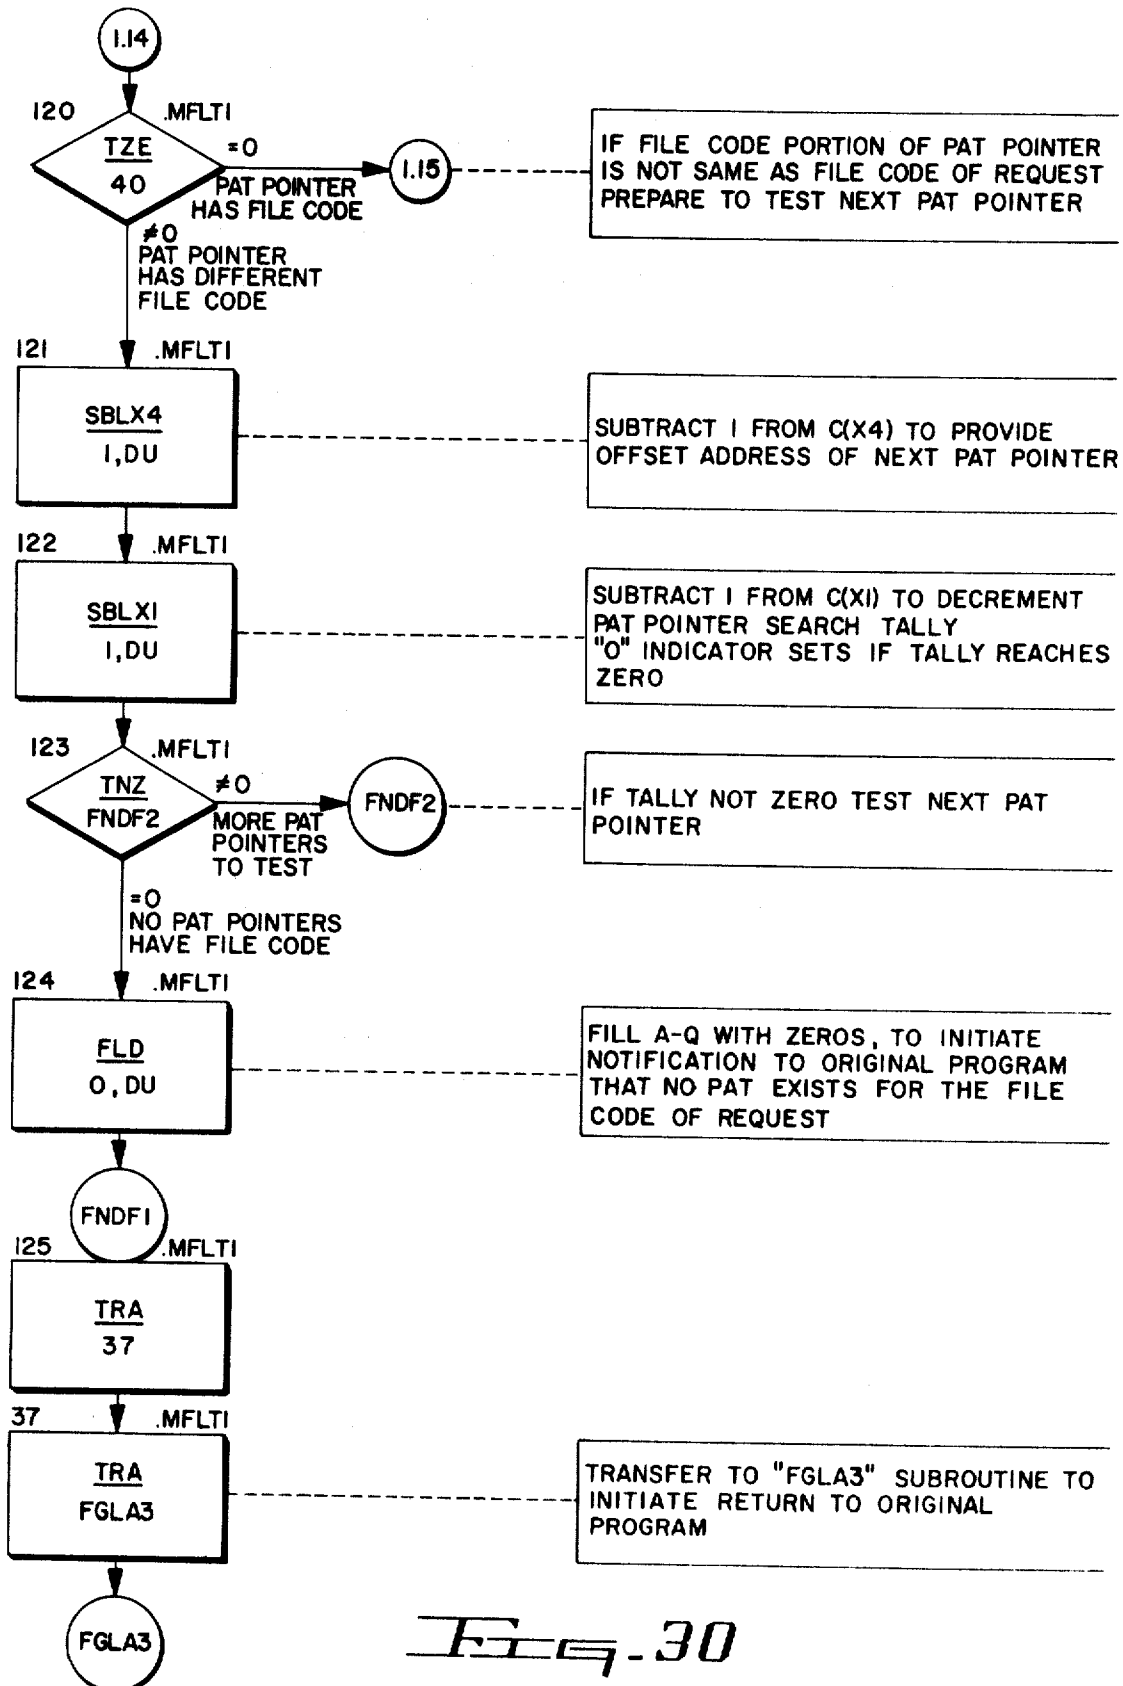 1.14
120 .MFLT1
TZE
40
=0
PAT POINTER
HAS FILE CODE
1.15
IF FILE CODE PORTION OF PAT POINTER
IS NOT SAME AS FILE CODE OF REQUEST
PREPARE TO TEST NEXT PAT POINTER
≠0
PAT POINTER
HAS DIFFERENT
FILE CODE
121 .MFLT1
SBLX4
1,DU
SUBTRACT 1 FROM C(X4) TO PROVIDE
OFFSET ADDRESS OF NEXT PAT POINTER
122 .MFLT1
SBLX1
1,DU
SUBTRACT 1 FROM C(X1) TO DECREMENT
PAT POINTER SEARCH TALLY
"0" INDICATOR SETS IF TALLY REACHES
ZERO
123 .MFLT1
TNZ
FNDF2
≠0
MORE PAT
POINTERS
TO TEST
FNDF2
IF TALLY NOT ZERO TEST NEXT PAT
POINTER
=0
NO PAT POINTERS
HAVE FILE CODE
124 .MFLT1
FLD
0,DU
FILL A-Q WITH ZEROS, TO INITIATE
NOTIFICATION TO ORIGINAL PROGRAM
THAT NO PAT EXISTS FOR THE FILE
CODE OF REQUEST
FNDF1
125 .MFLT1
TRA
37
37 .MFLT1
TRA
FGLA3
TRANSFER TO "FGLA3" SUBROUTINE TO
INITIATE RETURN TO ORIGINAL
PROGRAM
FGLA3
Fig. 30